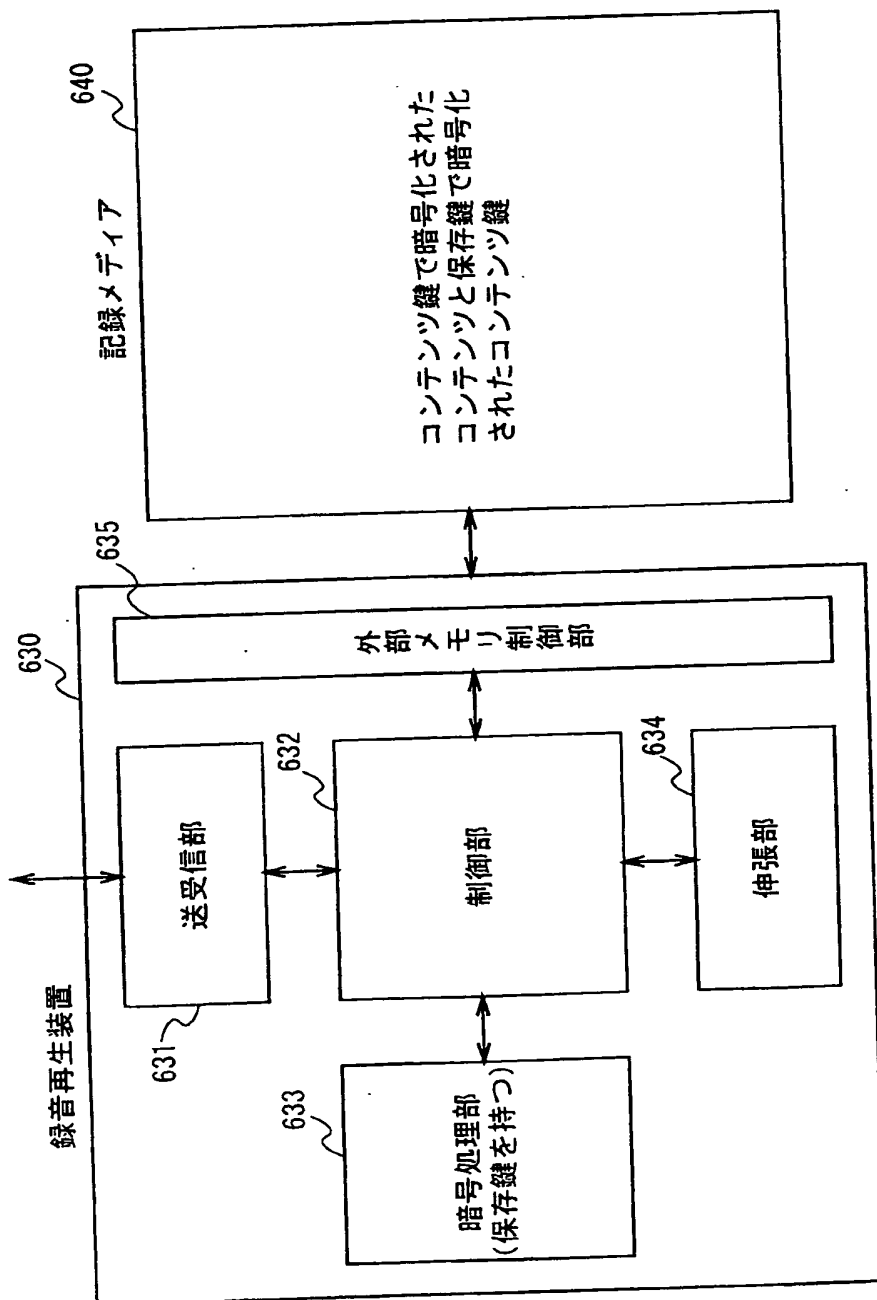 録音再生装置
630
送受信部
631
制御部
632
暗号処理部
(保存鍵を持つ)
633
伸張部
634
外部メモリ制御部
635
記録メディア
640
コンテンツ鍵で暗号化された
コンテンツと保存鍵で暗号化
されたコンテンツ鍵